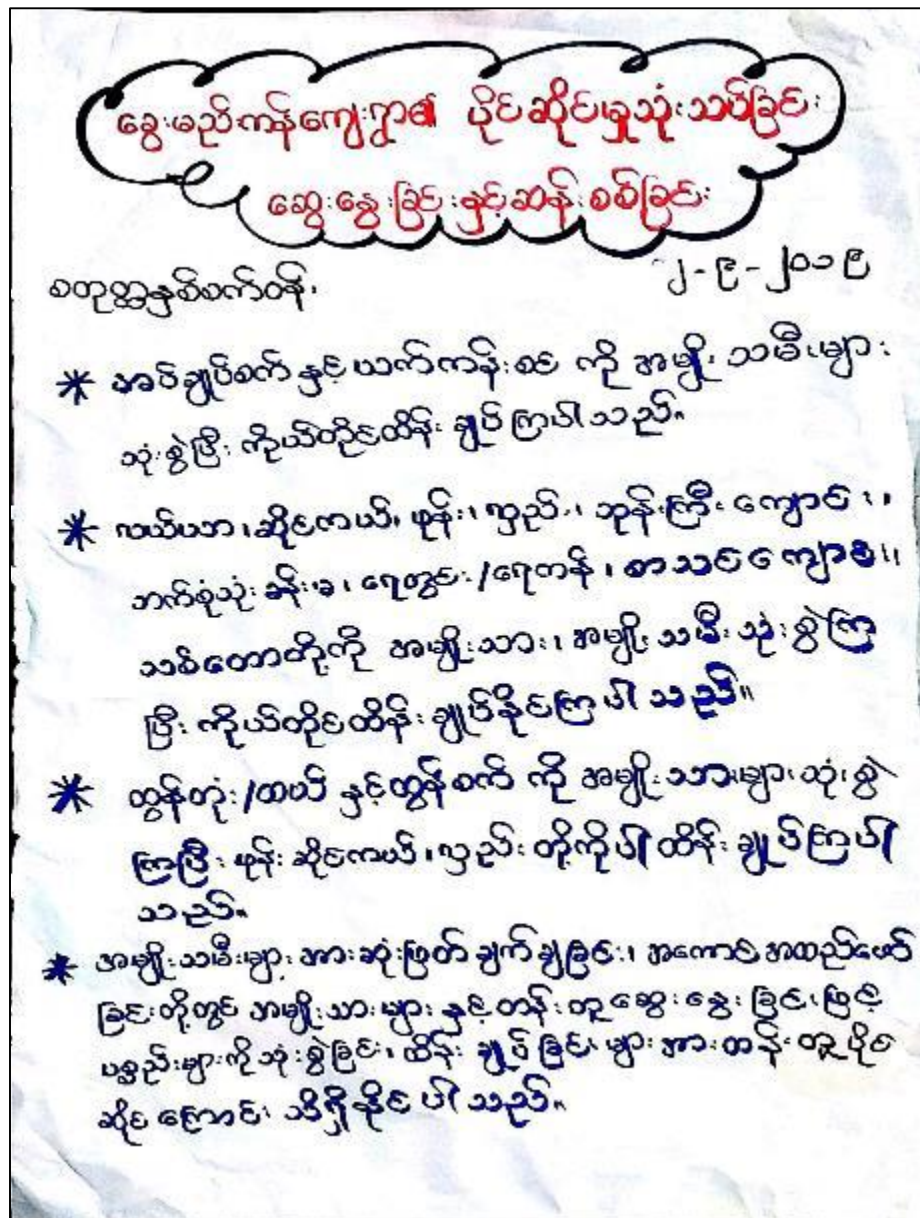 ခွေးမည်ကန်ကျေးရွာ၏ ပိုင်ဆိုင်မှုသုံးသပ်ခြင်း
ဆွေးနွေးခြင်းနှင့်ဆန်းစစ်ခြင်း
၂-၉-၂၀၁၉
စတုတ္ထနှစ်စက်ဝန်း
* အပ်ချုပ်စက် နှင့် ယက်ကန်းစင် ကို အမျိုးသမီးများ
သုံးစွဲပြီး ကိုယ်တိုင်ထိန်းချုပ်ကြပါသည်။
* လယ်ယာ၊ ဆိုင်ကယ်၊ ဖုန်း၊ လှည်း၊ ဘုန်းကြီးကျောင်း၊
ဘက်စုံသုံးခန်းမ၊ ရေတွင်း/ရေကန်၊ စာသင်ကျောင်း၊
သစ်တောတို့ကို အမျိုးသား၊ အမျိုးသမီး သုံးစွဲကြ
ပြီး ကိုယ်တိုင်ထိန်းချုပ်နိုင်ကြပါသည်။
* ထွန်တုံး/ထယ် နှင့်ထွန်စက် ကို အမျိုးသားများသုံးစွဲ
ကြပြီး ဖုန်း ဆိုင်ကယ်၊ လှည်း တို့ကိုပါ ထိန်းချုပ်ကြပါ
သည်။
* အမျိုးသမီးများ အားဆုံးဖြတ်ချက်ချခြင်း၊ အကောင်အထည်ဖော်
ခြင်းတို့တွင် အမျိုးသားများ နှင့်တန်းတူဆွေးနွေးခြင်းဖြင့်
ပစ္စည်းများကိုသုံးစွဲခြင်း၊ ထိန်းချုပ်ခြင်းများအားတန်းတူပိုင်
ဆိုင်ကြောင်း သိရှိနိုင်ပါသည်။